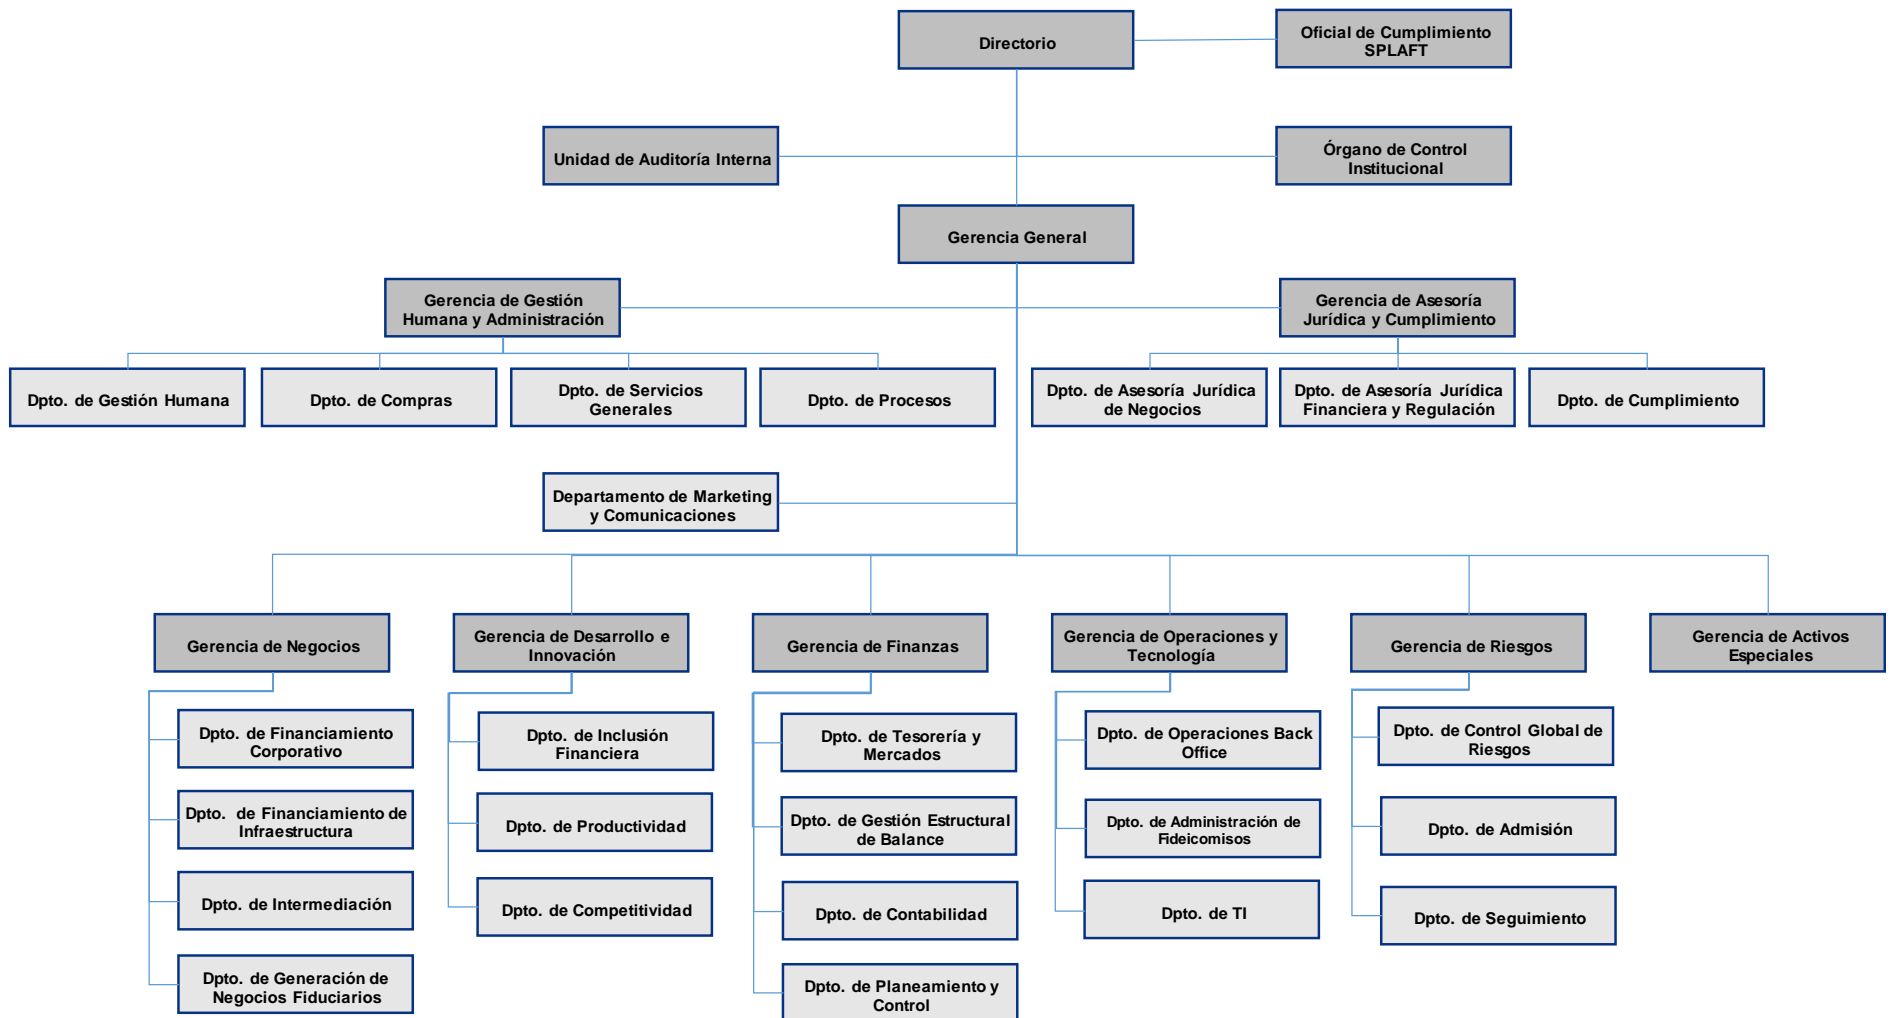 Directorio
Oficial de Cumplimiento
SPLAFT
Unidad de Auditoría Interna
Órgano de Control
Institucional
Gerencia General
Gerencia de Gestión
Humana y Administración
Gerencia de Asesoría
Jurídica y Cumplimiento
Dpto. de Gestión Humana
Dpto. de Compras
Dpto. de Servicios
Generales
Dpto. de Procesos
Dpto. de Asesoría Jurídica
de Negocios
Dpto. de Asesoría Jurídica
Financiera y Regulación
Dpto. de Cumplimiento
Departamento de Marketing
y Comunicaciones
Gerencia de Negocios
Gerencia de Desarrollo e
Innovación
Gerencia de Finanzas
Gerencia de Operaciones y
Tecnología
Gerencia de Riesgos
Gerencia de Activos
Especiales
Dpto. de Financiamiento
Corporativo
Dpto. de Financiamiento de
Infraestructura
Dpto. de Intermediación
Dpto. de Generación de
Negocios Fiduciarios
Dpto. de Inclusión
Financiera
Dpto. de Productividad
Dpto. de Competitividad
Dpto. de Tesorería y
Mercados
Dpto. de Gestión Estructural
de Balance
Dpto. de Contabilidad
Dpto. de Planeamiento y
Control
Dpto. de Operaciones Back
Office
Dpto. de Administración de
Fideicomisos
Dpto. de TI
Dpto. de Control Global de
Riesgos
Dpto. de Admisión
Dpto. de Seguimiento